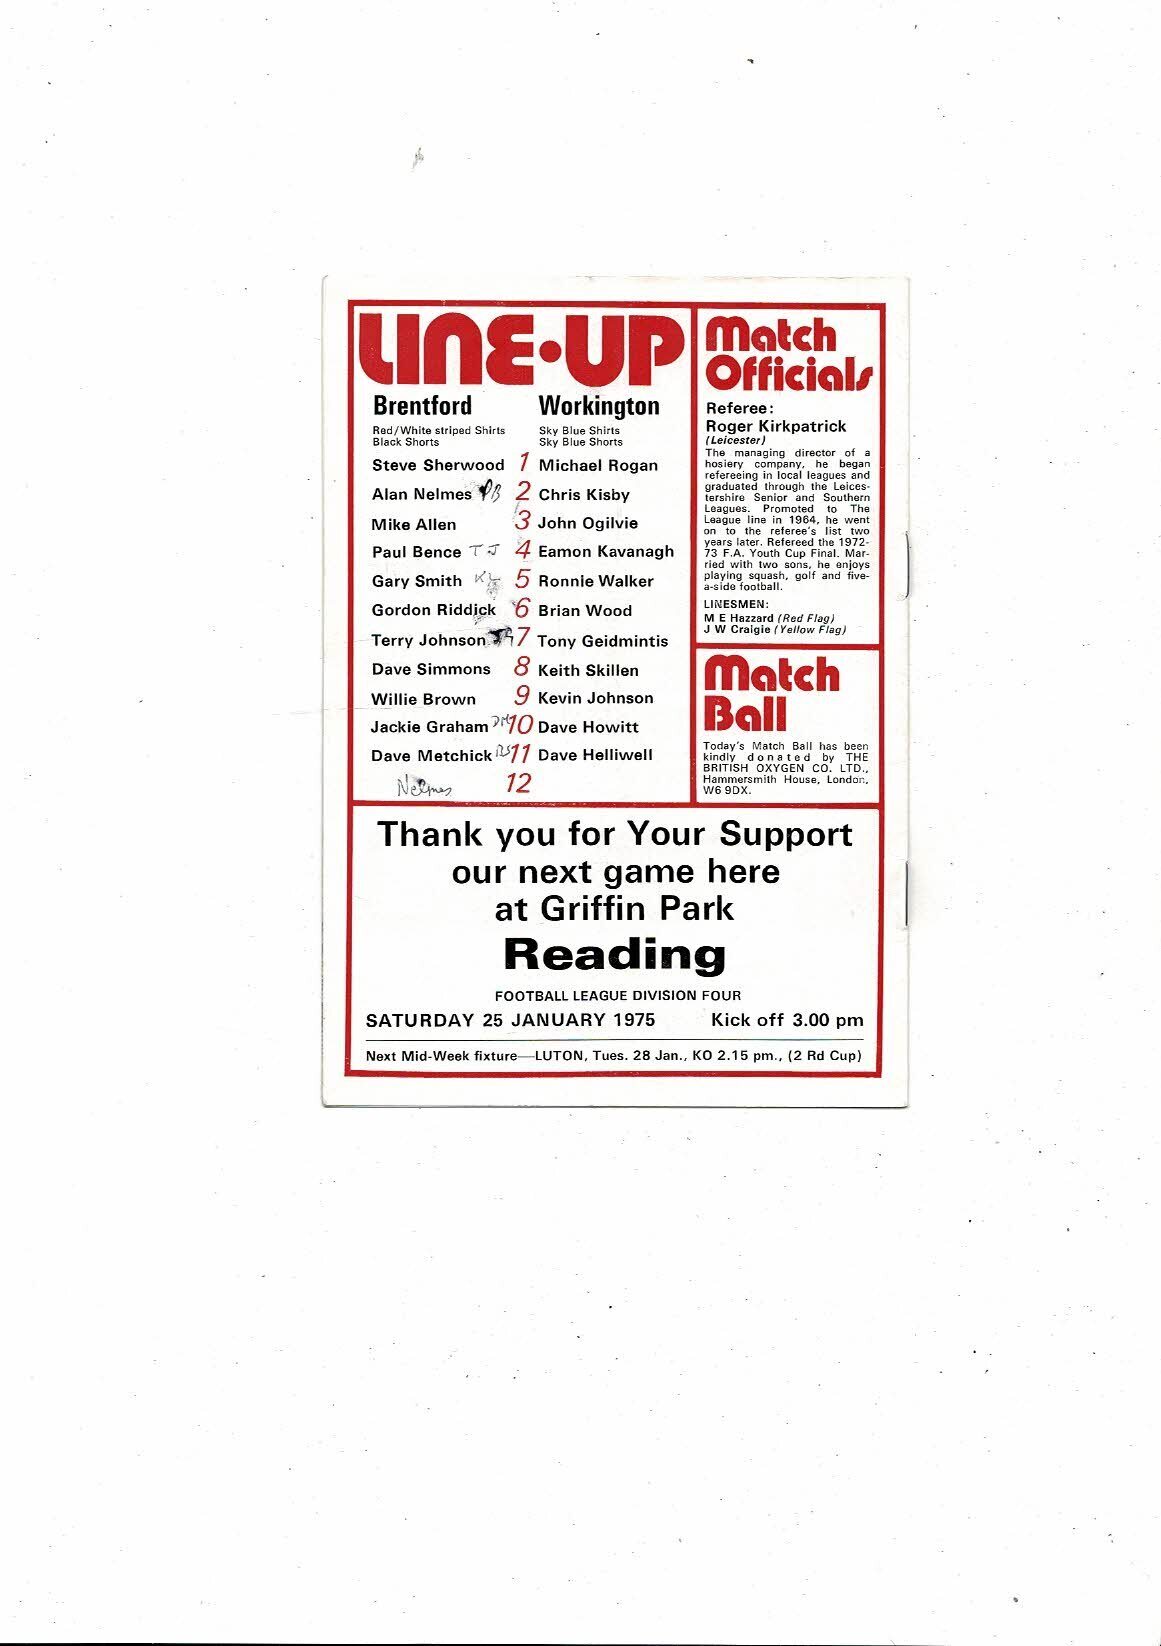 LINE·UP
Brentford Workington
Red/White striped Shirts Sky Blue Shirts
Black Shorts Sky Blue Shorts
Steve Sherwood 1 Michael Rogan
Alan Nelmes PB 2 Chris Kisby
Mike Allen 3 John Ogilvie
Paul Bence TJ 4 Eamon Kavanagh
Gary Smith 5 Ronnie Walker
Gordon Riddick 6 Brian Wood
Terry Johnson 7 Tony Geidmintis
Dave Simmons 8 Keith Skillen
Willie Brown 9 Kevin Johnson
Jackie Graham DM 10 Dave Howitt
Dave Metchick 11 Dave Helliwell
Nelmes 12
Match
Officials
Referee:
Roger Kirkpatrick
(Leicester)
The managing director of a
hosiery company, he began
refereeing in local leagues and
graduated through the Leices-
tershire Senior and Southern
Leagues. Promoted to The
League line in 1964, he went
on to the referee's list two
years later. Refereed the 1972-
73 F.A. Youth Cup Final. Mar-
ried with two sons, he enjoys
playing squash, golf and five-
a-side football.
LINESMEN:
M E Hazzard (Red Flag)
J W Craigie (Yellow Flag)
Match
Ball
Today's Match Ball has been
kindly donated by THE
BRITISH OXYGEN CO. LTD.,
Hammersmith House, London,
W6 9DX.
Thank you for Your Support
our next game here
at Griffin Park
Reading
FOOTBALL LEAGUE DIVISION FOUR
SATURDAY 25 JANUARY 1975 Kick off 3.00 pm
Next Mid-Week fixture—LUTON, Tues. 28 Jan., KO 2.15 pm., (2 Rd Cup)